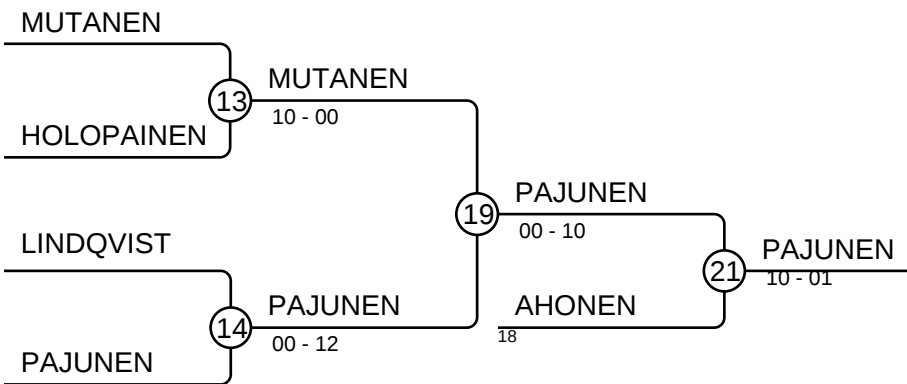 MUTANEN
13
MUTANEN
10 - 00
HOLOPAINEN
19
PAJUNEN
00 - 10
LINDQVIST
21
PAJUNEN
10 - 01
14
PAJUNEN
00 - 12
AHONEN
18
PAJUNEN